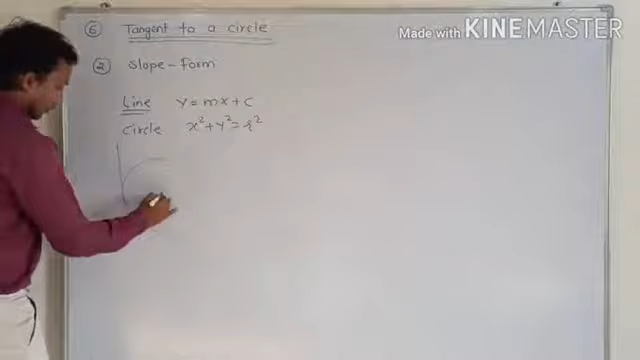 Made with KINEMASTER
⑥ Tangent to a circle
② Slope-form
Line y=mx+c
Circle x²+y²=r²